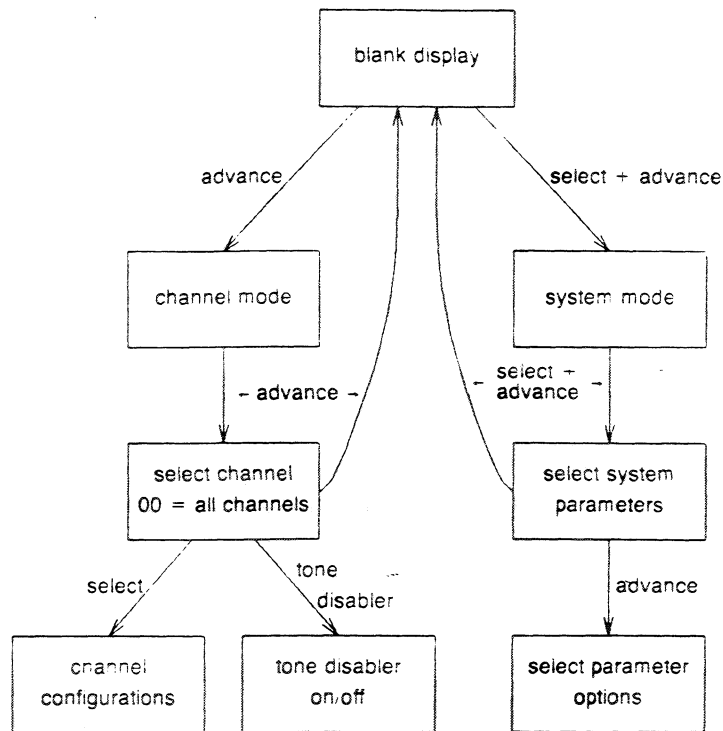 blank display
advance
select + advance
channel mode
system mode
- advance -
- select +
advance -
select channel
00 = all channels
select system
parameters
select
tone
disabler
advance
channel
configurations
tone disabler
on/off
select parameter
options